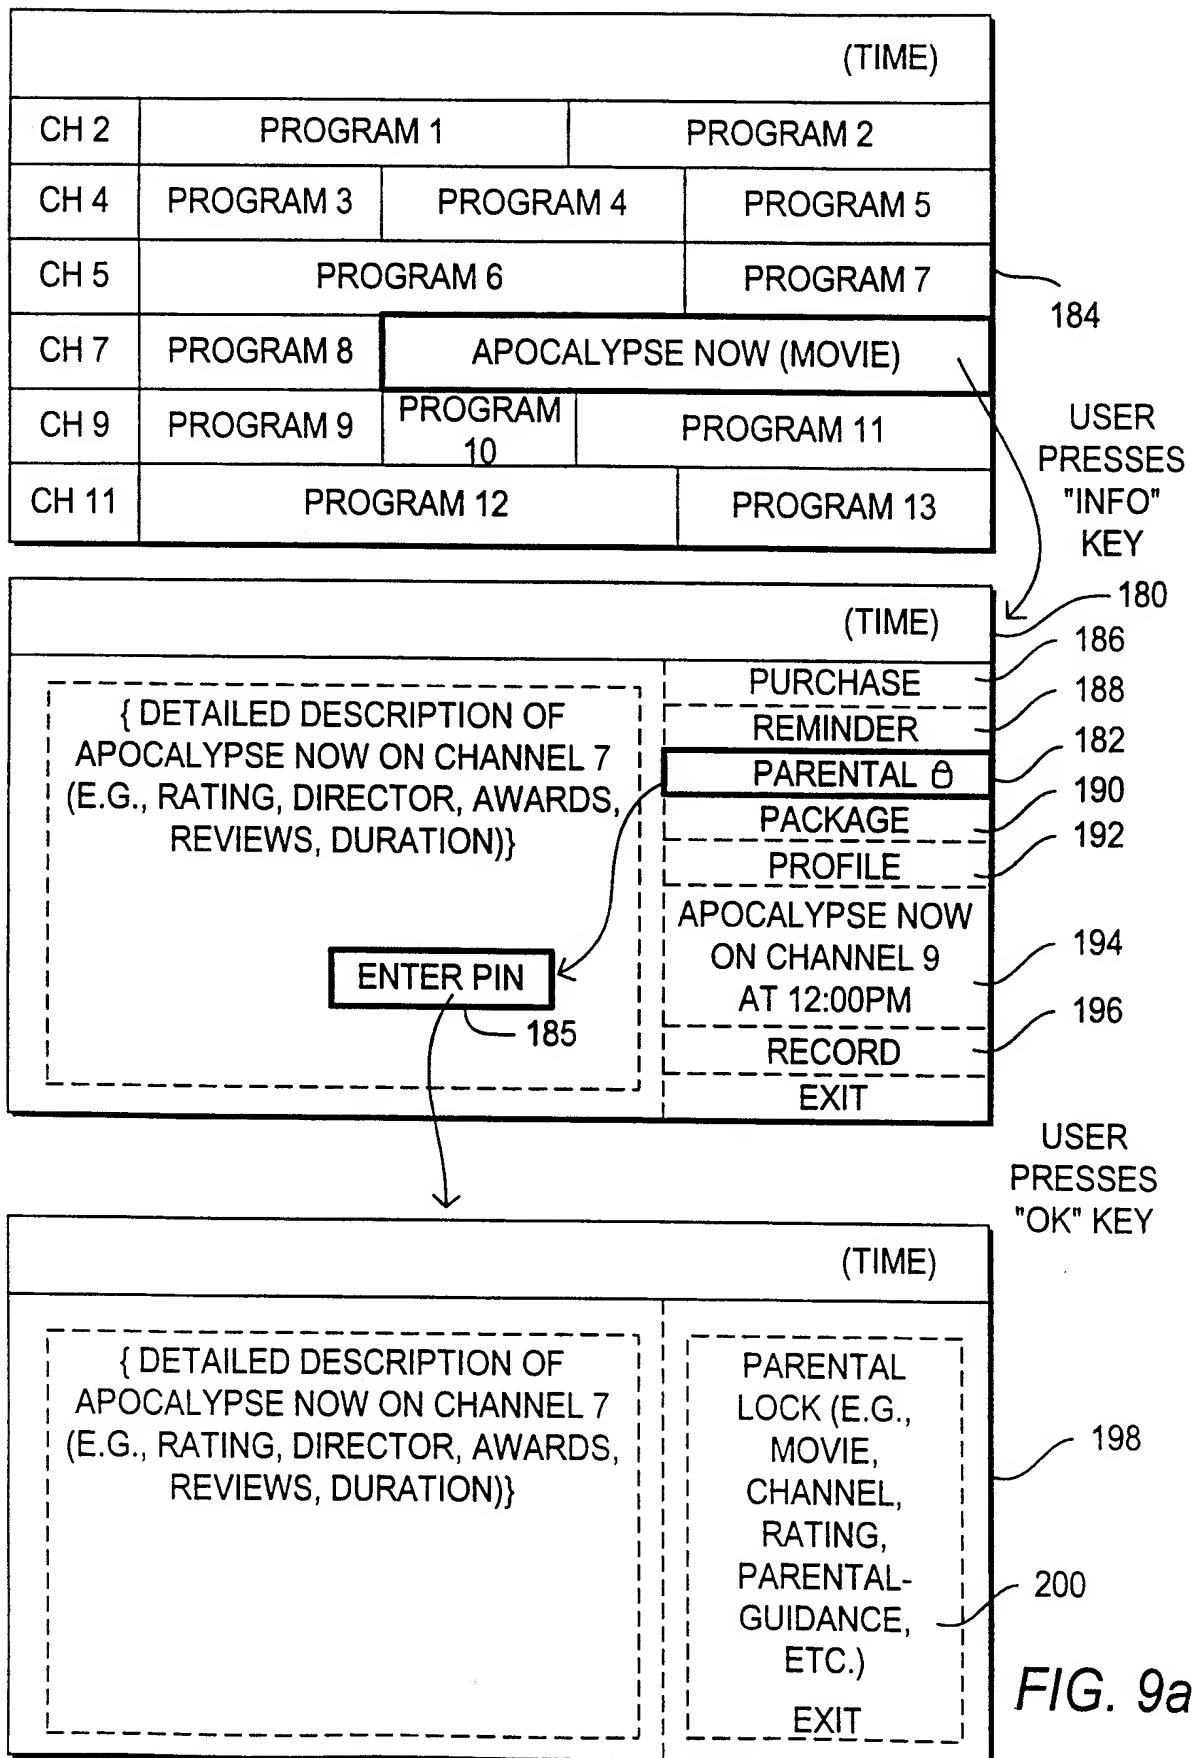 (TIME)
CH 2 PROGRAM 1 PROGRAM 2
CH 4 PROGRAM 3 PROGRAM 4 PROGRAM 5
CH 5 PROGRAM 6 PROGRAM 7
184
CH 7 PROGRAM 8 APOCALYPSE NOW (MOVIE)
CH 9 PROGRAM 9 PROGRAM
10 PROGRAM 11
CH 11 PROGRAM 12 PROGRAM 13
USER
PRESSES
"INFO"
KEY
(TIME)
180
{ DETAILED DESCRIPTION OF
APOCALYPSE NOW ON CHANNEL 7
(E.G., RATING, DIRECTOR, AWARDS,
REVIEWS, DURATION)}
ENTER PIN
185
PURCHASE 186
REMINDER 188
PARENTAL 182
PACKAGE 190
PROFILE 192
APOCALYPSE NOW
ON CHANNEL 9 194
AT 12:00PM
RECORD 196
EXIT
USER
PRESSES
"OK" KEY
(TIME)
{ DETAILED DESCRIPTION OF
APOCALYPSE NOW ON CHANNEL 7
(E.G., RATING, DIRECTOR, AWARDS,
REVIEWS, DURATION)}
PARENTAL
LOCK (E.G.,
MOVIE,
CHANNEL,
RATING,
PARENTAL-
GUIDANCE,
ETC.)
EXIT
198
200
FIG. 9a